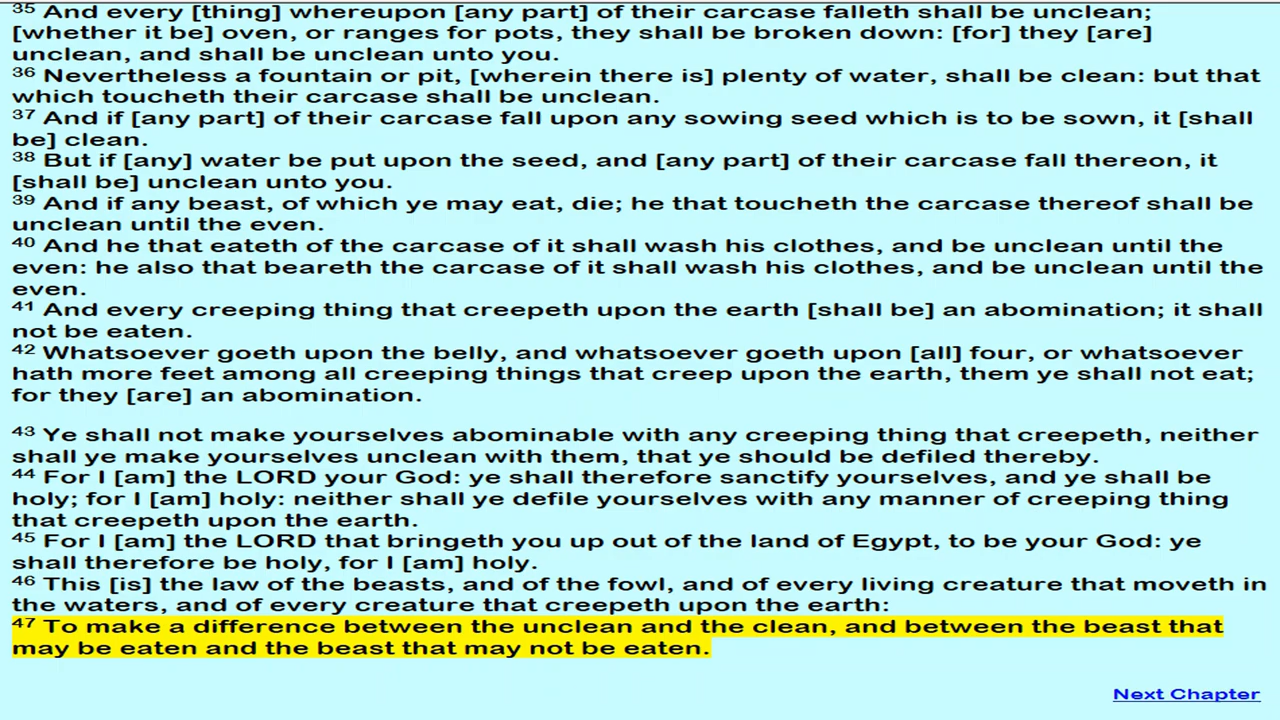 35 And every [thing] whereupon [any part] of their carcase falleth shall be unclean;
[whether it be] oven, or ranges for pots, they shall be broken down: [for] they [are]
unclean, and shall be unclean unto you.
36 Nevertheless a fountain or pit, [wherein there is] plenty of water, shall be clean: but that
which toucheth their carcase shall be unclean.
37 And if [any part] of their carcase fall upon any sowing seed which is to be sown, it [shall
be] clean.
38 But if [any] water be put upon the seed, and [any part] of their carcase fall thereon, it
[shall be] unclean unto you.
39 And if any beast, of which ye may eat, die; he that toucheth the carcase thereof shall be
unclean until the even.
40 And he that eateth of the carcase of it shall wash his clothes, and be unclean until the
even: he also that beareth the carcase of it shall wash his clothes, and be unclean until the
even.
41 And every creeping thing that creepeth upon the earth [shall be] an abomination; it shall
not be eaten.
42 Whatsoever goeth upon the belly, and whatsoever goeth upon [all] four, or whatsoever
hath more feet among all creeping things that creep upon the earth, them ye shall not eat;
for they [are] an abomination.
43 Ye shall not make yourselves abominable with any creeping thing that creepeth, neither
shall ye make yourselves unclean with them, that ye should be defiled thereby.
44 For I [am] the LORD your God: ye shall therefore sanctify yourselves, and ye shall be
holy; for I [am] holy: neither shall ye defile yourselves with any manner of creeping thing
that creepeth upon the earth.
45 For I [am] the LORD that bringeth you up out of the land of Egypt, to be your God: ye
shall therefore be holy, for I [am] holy.
46 This [is] the law of the beasts, and of the fowl, and of every living creature that moveth in
the waters, and of every creature that creepeth upon the earth:
47 To make a difference between the unclean and the clean, and between the beast that
may be eaten and the beast that may not be eaten.
Next Chapter